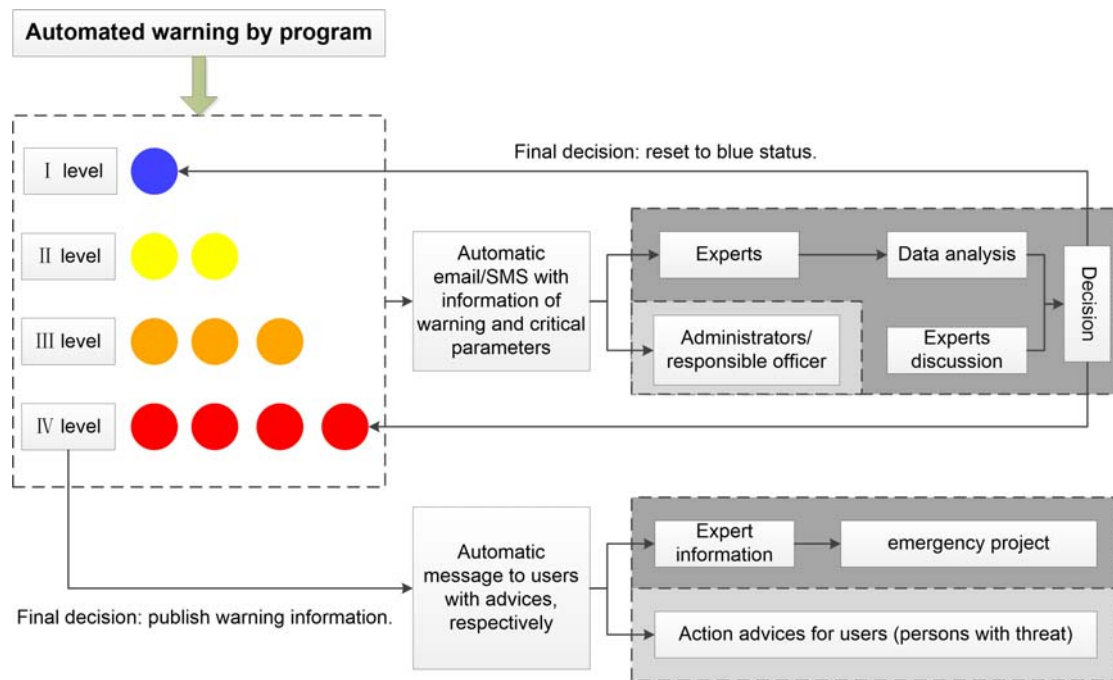 Automated warning by program
Final decision: reset to blue status.
Ⅰ level
Ⅱ level
Ⅲ level
Ⅳ level
Automatic
email/SMS with
information of
warning and critical
parameters
Experts
Data analysis
Administrators/
responsible officer
Experts
discussion
Decision
Final decision: publish warning information.
Automatic
message to users
with advices,
respectively
Expert
information
emergency project
Action advices for users (persons with threat)